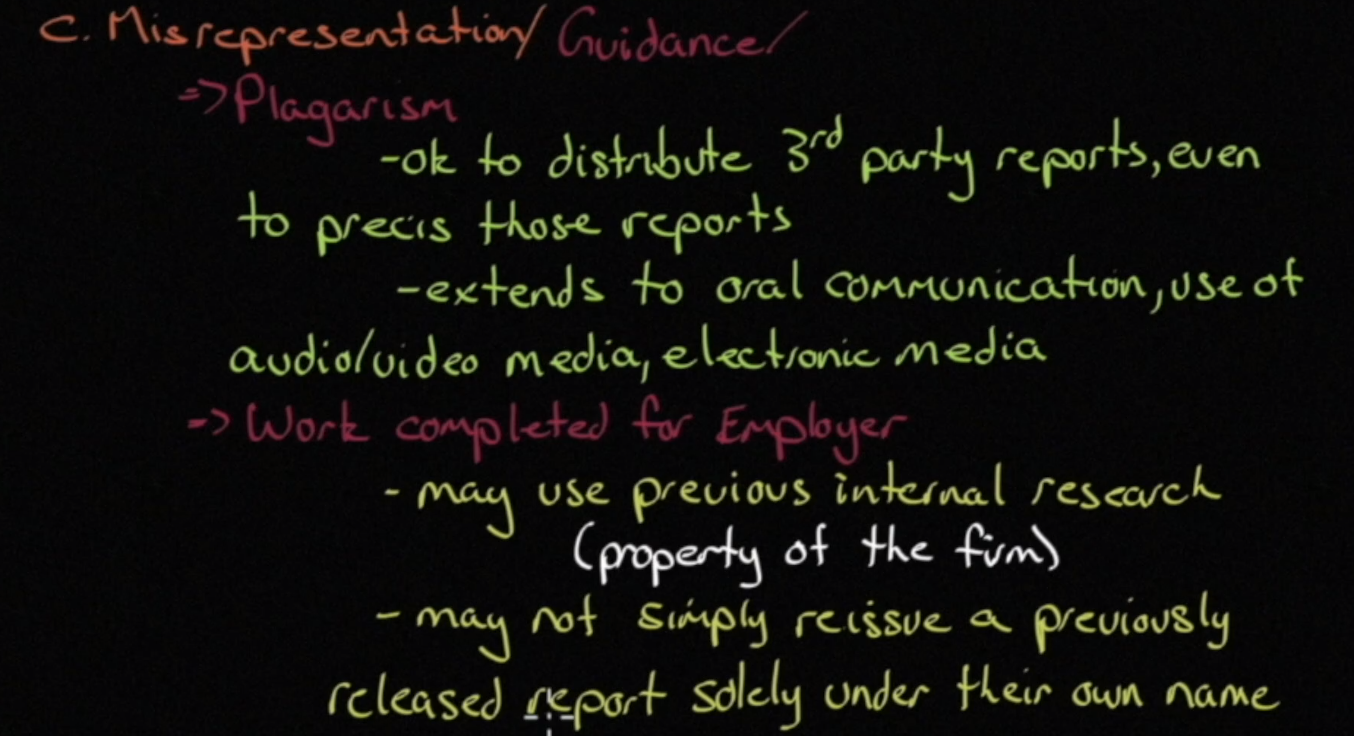 C. Misrepresentation/ Guidance/
=> Plagarism
-ok to distribute 3rd party reports, even
to precis those reports
-extends to oral communication, use of
audio/video media, electronic media
-> Work completed for Employer
- may use previous internal research
(property of the firm)
- may not simply reissue a previously
released report solely under their own name